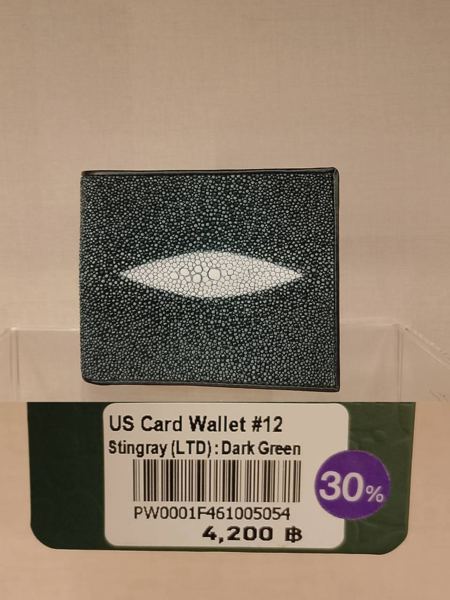 US Card Wallet #12
Stingray (LTD) : Dark Green
30%
PW0001F461005054
4,200 ฿